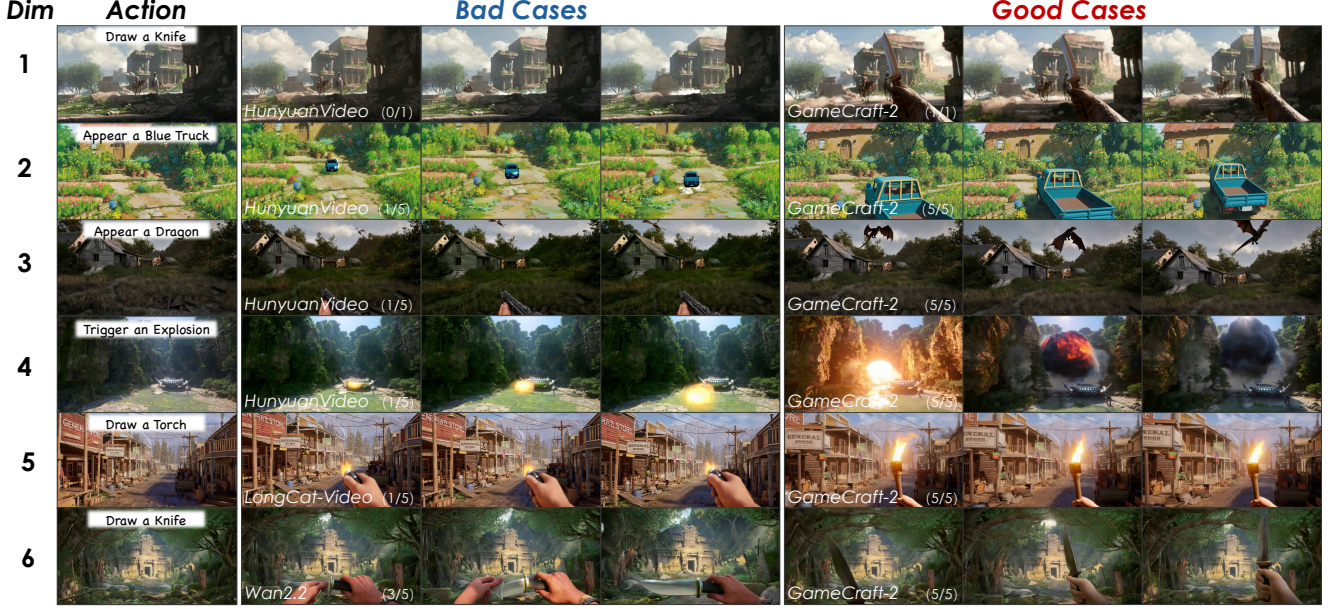 Dim Action Bad Cases Good Cases
1
Draw a Knife
HunyuanVideo (0/1)
GameCraft-2 (1/1)
2
Appear a Blue Truck
HunyuanVideo (1/5)
GameCraft-2 (5/5)
3
Appear a Dragon
HunyuanVideo (1/5)
GameCraft-2 (5/5)
4
Trigger an Explosion
HunyuanVideo (1/5)
GameCraft-2 (5/5)
5
Draw a Torch
LongCat-Video (1/5)
GameCraft-2 (5/5)
6
Draw a Knife
Wan2.2 (3/5)
GameCraft-2 (5/5)